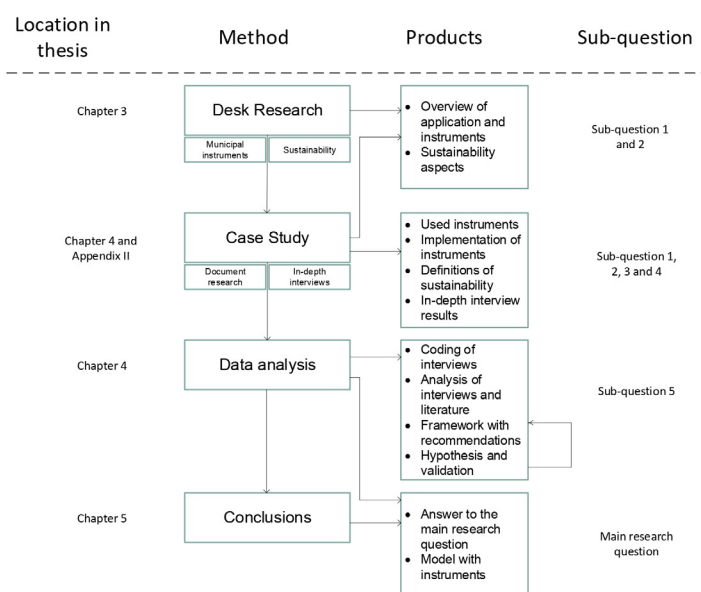 Location in
thesis
Method
Products
Sub-question
Chapter 3
Desk Research
Municipal
instruments
Sustainability
• Overview of
application and
instruments
• Sustainability
aspects
Sub-question 1
and 2
Chapter 4 and
Appendix II
Case Study
Document
research
In-depth
interviews
• Used instruments
• Implementation of
instruments
• Definitions of
sustainability
• In-depth interview
results
Sub-question 1,
2, 3 and 4
Chapter 4
Data analysis
• Coding of
interviews
• Analysis of
interviews and
literature
• Framework with
recommendations
• Hypothesis and
validation
Sub-question 5
Chapter 5
Conclusions
• Answer to the
main research
question
• Model with
instruments
Main research
question